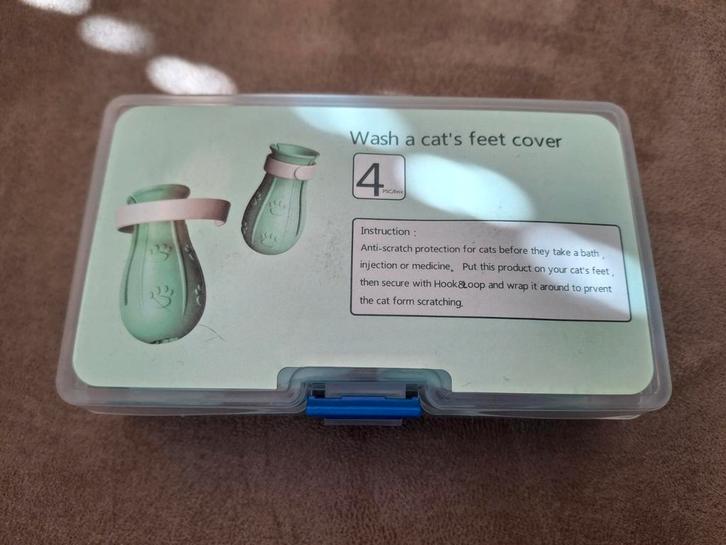 Wash a cat's feet cover
4 PSC/Box
Instruction :
Anti-scratch protection for cats before they take a bath ,
injection or medicine。 Put this product on your cat's feet ,
then secure with Hook&Loop and wrap it around to prvent
the cat form scratching.